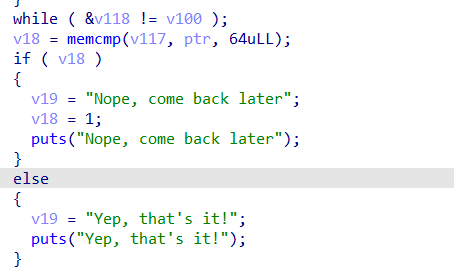 }
while ( &v118 != v100 );
v18 = memcmp(v117, ptr, 64uLL);
if ( v18 )
{
v19 = "Nope, come back later";
v18 = 1;
puts("Nope, come back later");
}
else
{
v19 = "Yep, that's it!";
puts("Yep, that's it!");
}